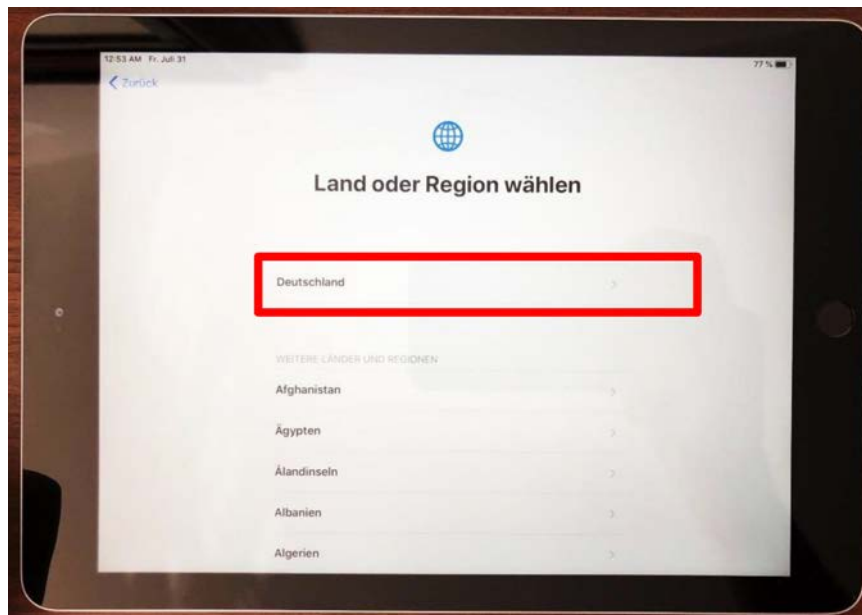 12:53 AM Fr. Juli 31
77 %
Zurück
Land oder Region wählen
Deutschland
WEITERE LÄNDER UND REGIONEN
Afghanistan
Ägypten
Ålandinseln
Albanien
Algerien